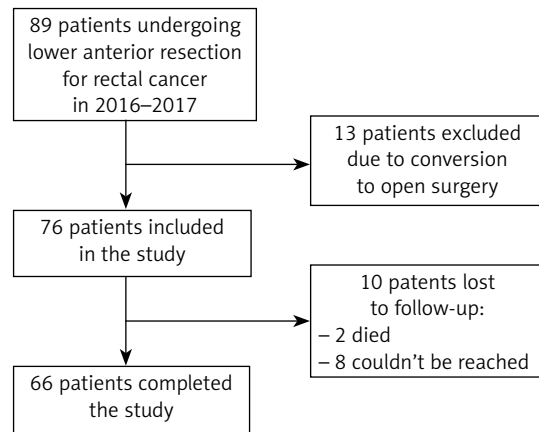 89 patients undergoing
lower anterior resection
for rectal cancer
in 2016–2017
13 patients excluded
due to conversion
to open surgery
76 patients included
in the study
10 patents lost
to follow-up:
– 2 died
– 8 couldn’t be reached
66 patients completed
the study